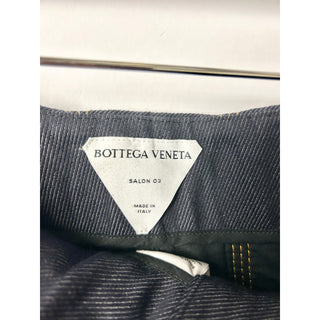 BOTTEGA VENETA
SALON 03
MADE IN
ITALY